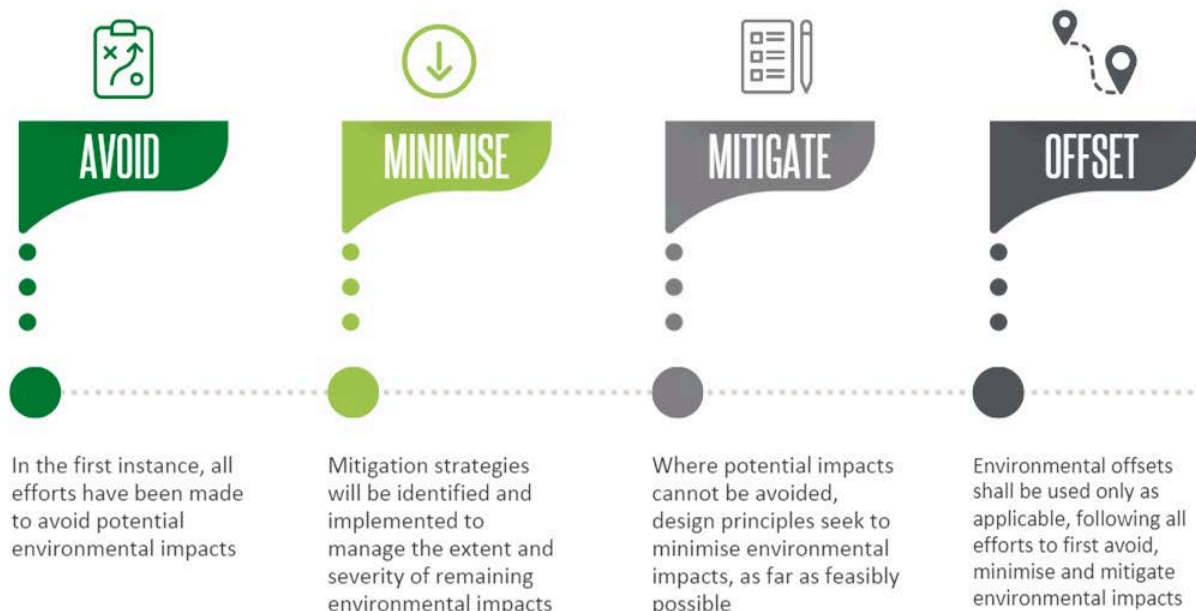 AVOID
In the first instance, all
efforts have been made
to avoid potential
environmental impacts
MINIMISE
Mitigation strategies
will be identified and
implemented to
manage the extent and
severity of remaining
environmental impacts
MITIGATE
Where potential impacts
cannot be avoided,
design principles seek to
minimise environmental
impacts, as far as feasibly
possible
OFFSET
Environmental offsets
shall be used only as
applicable, following all
efforts to first avoid,
minimise and mitigate
environmental impacts